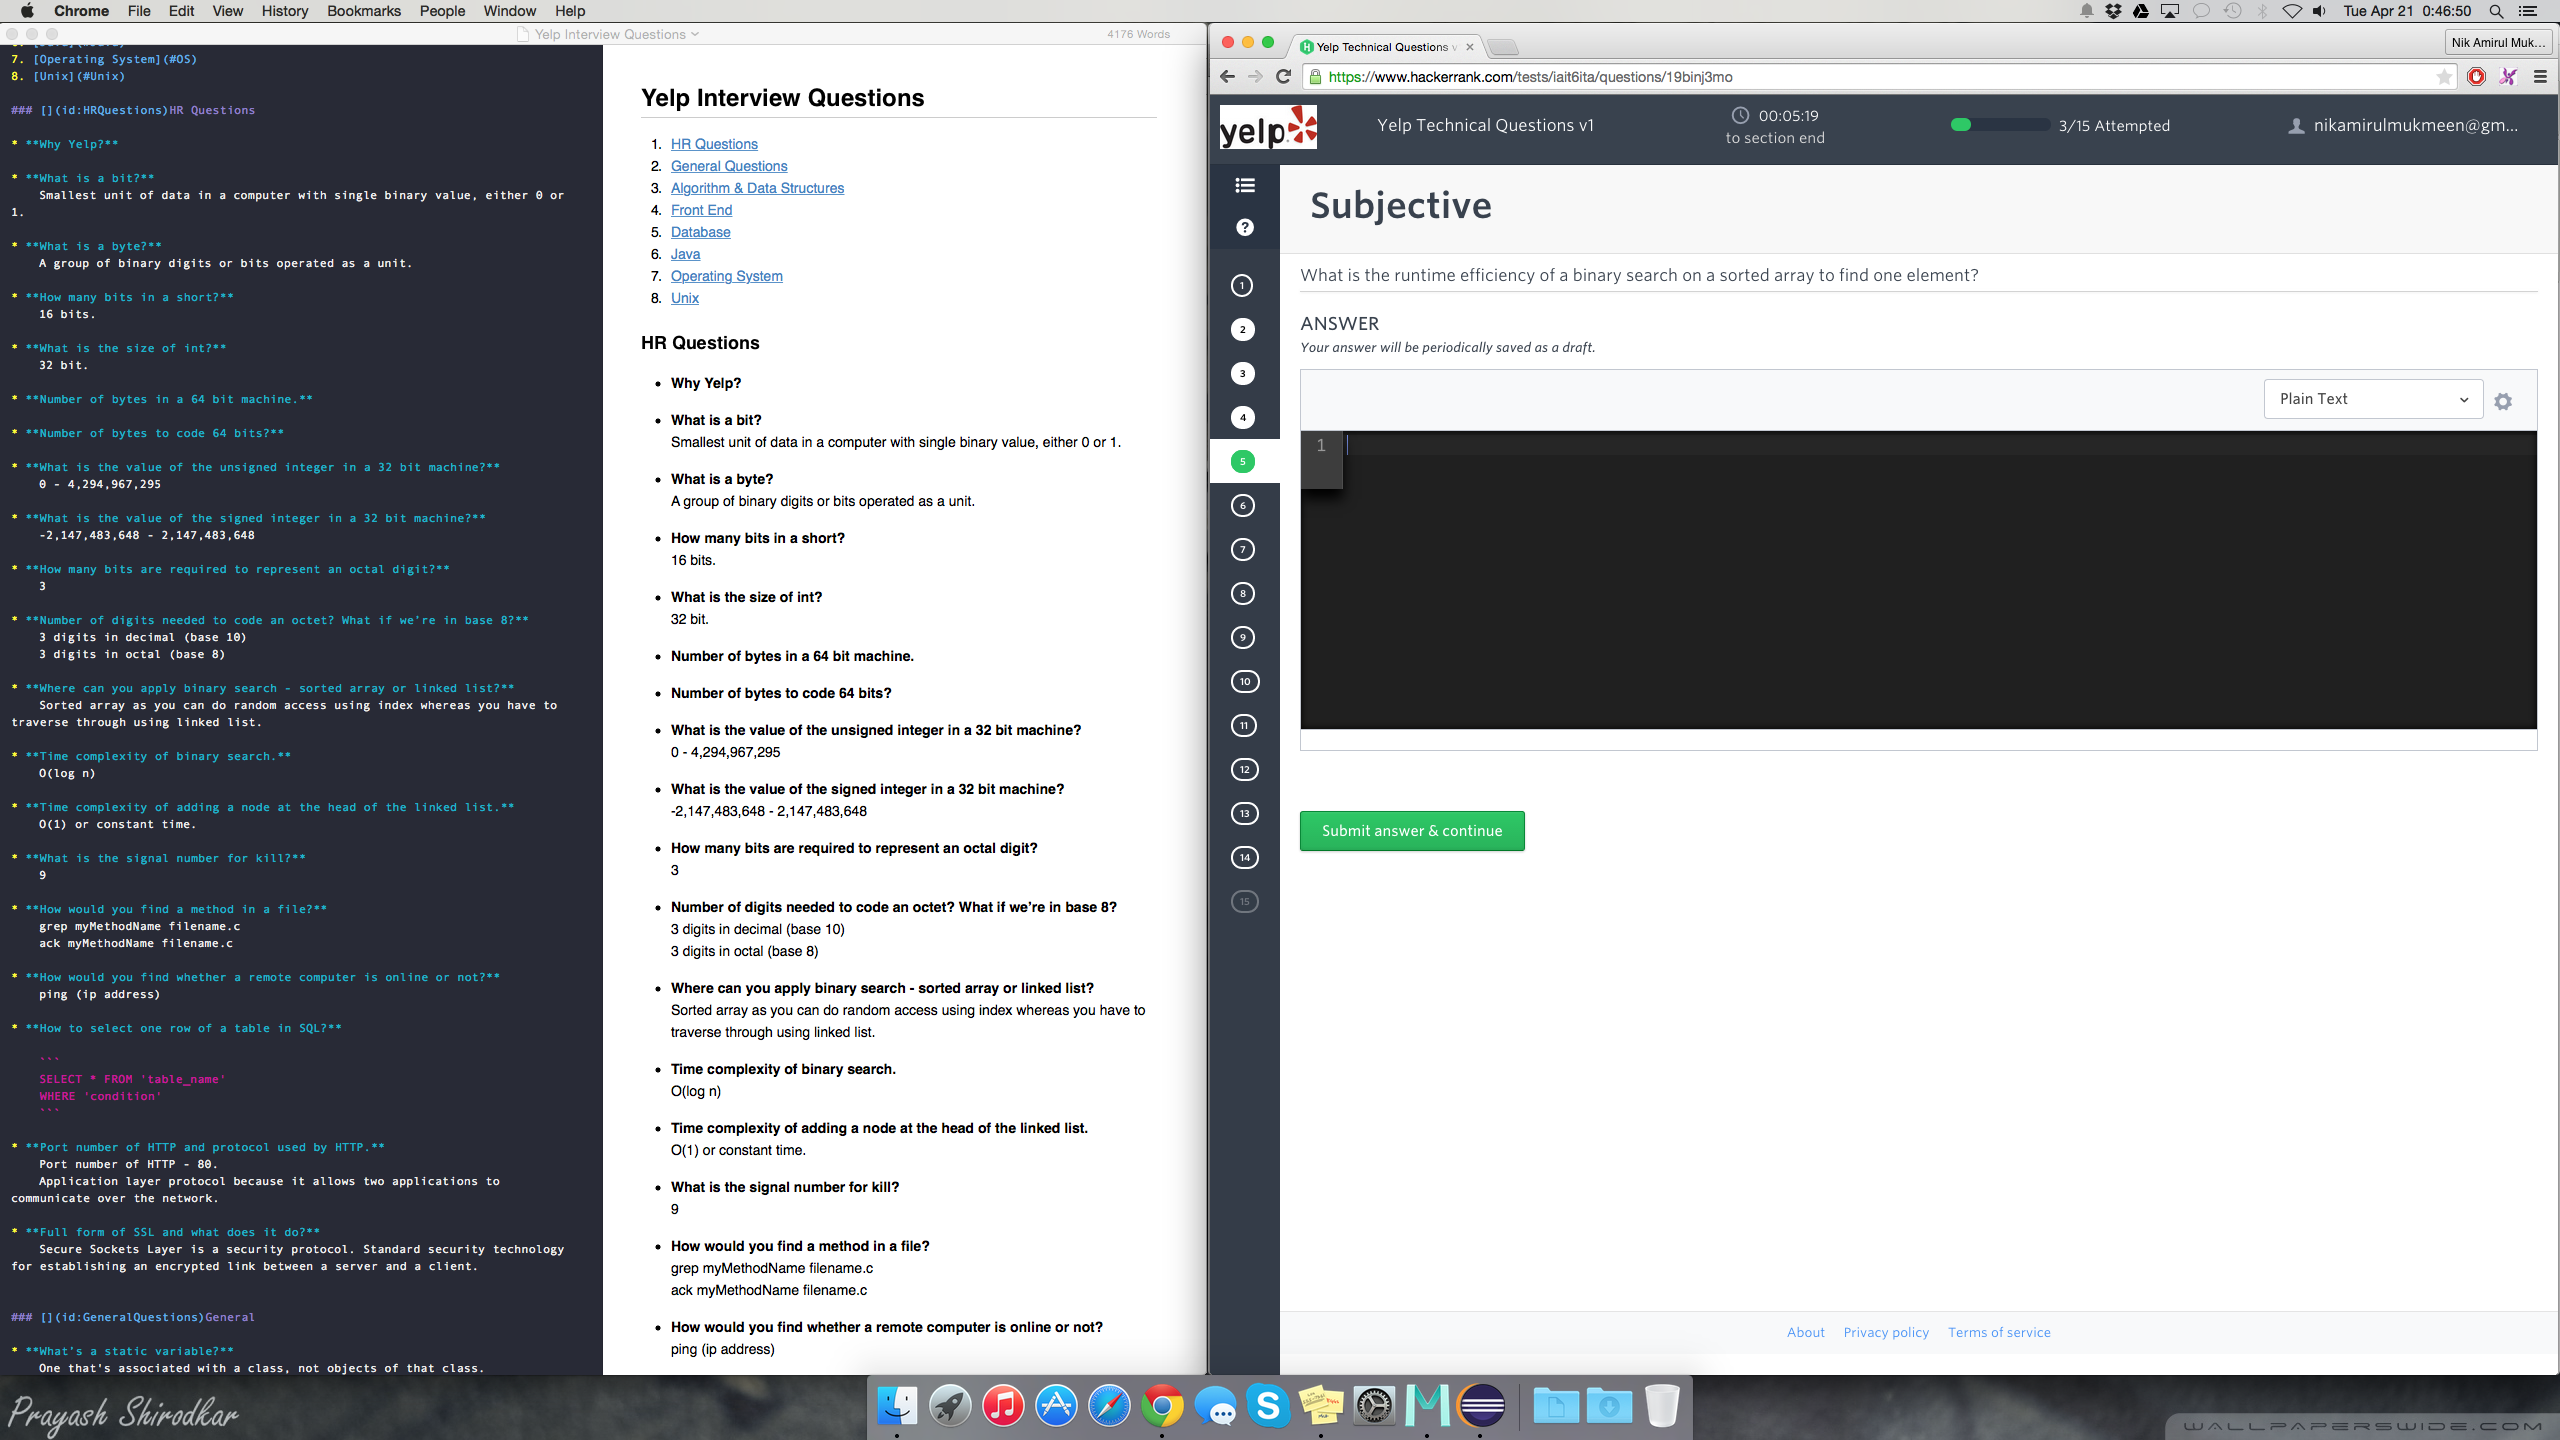 Chrome File Edit View History Bookmarks People Window Help
Tue Apr 21 0:46:50
Yelp Interview Questions
4176 Words
7. [Operating System](#OS)
8. [Unix](#Unix)
### [](id:HRQuestions)HR Questions
* **Why Yelp?**
* **What is a bit?**
Smallest unit of data in a computer with single binary value, either 0 or
1.
* **What is a byte?**
A group of binary digits or bits operated as a unit.
* **How many bits in a short?**
16 bits.
* **What is the size of int?**
32 bit.
* **Number of bytes in a 64 bit machine.**
* **Number of bytes to code 64 bits?**
* **What is the value of the unsigned integer in a 32 bit machine?**
0 - 4,294,967,295
* **What is the value of the signed integer in a 32 bit machine?**
-2,147,483,648 - 2,147,483,648
* **How many bits are required to represent an octal digit?**
3
* **Number of digits needed to code an octet? What if we're in base 8?**
3 digits in decimal (base 10)
3 digits in octal (base 8)
* **Where can you apply binary search - sorted array or linked list?**
Sorted array as you can do random access using index whereas you have to
traverse through using linked list.
* **Time complexity of binary search.**
O(log n)
* **Time complexity of adding a node at the head of the linked list.**
O(1) or constant time.
* **What is the signal number for kill?**
9
* **How would you find a method in a file?**
grep myMethodName filename.c
ack myMethodName filename.c
* **How would you find whether a remote computer is online or not?**
ping (ip address)
* **How to select one row of a table in SQL?**
```
SELECT * FROM 'table_name'
WHERE 'condition'
```
* **Port number of HTTP and protocol used by HTTP.**
Port number of HTTP - 80.
Application layer protocol because it allows two applications to
communicate over the network.
* **Full form of SSL and what does it do?**
Secure Sockets Layer is a security protocol. Standard security technology
for establishing an encrypted link between a server and a client.
### [](id:GeneralQuestions)General
* **What's a static variable?**
One that's associated with a class, not objects of that class.
Yelp Interview Questions
1. HR Questions
2. General Questions
3. Algorithm & Data Structures
4. Front End
5. Database
6. Java
7. Operating System
8. Unix
HR Questions
• Why Yelp?
• What is a bit?
Smallest unit of data in a computer with single binary value, either 0 or 1.
• What is a byte?
A group of binary digits or bits operated as a unit.
• How many bits in a short?
16 bits.
• What is the size of int?
32 bit.
• Number of bytes in a 64 bit machine.
• Number of bytes to code 64 bits?
• What is the value of the unsigned integer in a 32 bit machine?
0 - 4,294,967,295
• What is the value of the signed integer in a 32 bit machine?
-2,147,483,648 - 2,147,483,648
• How many bits are required to represent an octal digit?
3
• Number of digits needed to code an octet? What if we're in base 8?
3 digits in decimal (base 10)
3 digits in octal (base 8)
• Where can you apply binary search - sorted array or linked list?
Sorted array as you can do random access using index whereas you have to
traverse through using linked list.
• Time complexity of binary search.
O(log n)
• Time complexity of adding a node at the head of the linked list.
O(1) or constant time.
• What is the signal number for kill?
9
• How would you find a method in a file?
grep myMethodName filename.c
ack myMethodName filename.c
• How would you find whether a remote computer is online or not?
ping (ip address)
Yelp Technical Questions v
Nik Amirul Muk...
https://www.hackerrank.com/tests/iait6ita/questions/19binj3mo
yelp
Yelp Technical Questions v1
00:05:19
to section end
3/15 Attempted
nikamirulmukmeen@gm...
?
1
2
3
4
5
6
7
8
9
10
11
12
13
14
15
Subjective
What is the runtime efficiency of a binary search on a sorted array to find one element?
ANSWER
Your answer will be periodically saved as a draft.
Plain Text
1
Submit answer & continue
About Privacy policy Terms of service
Prayash Shirodkar
WALLPAPERSWIDE.COM